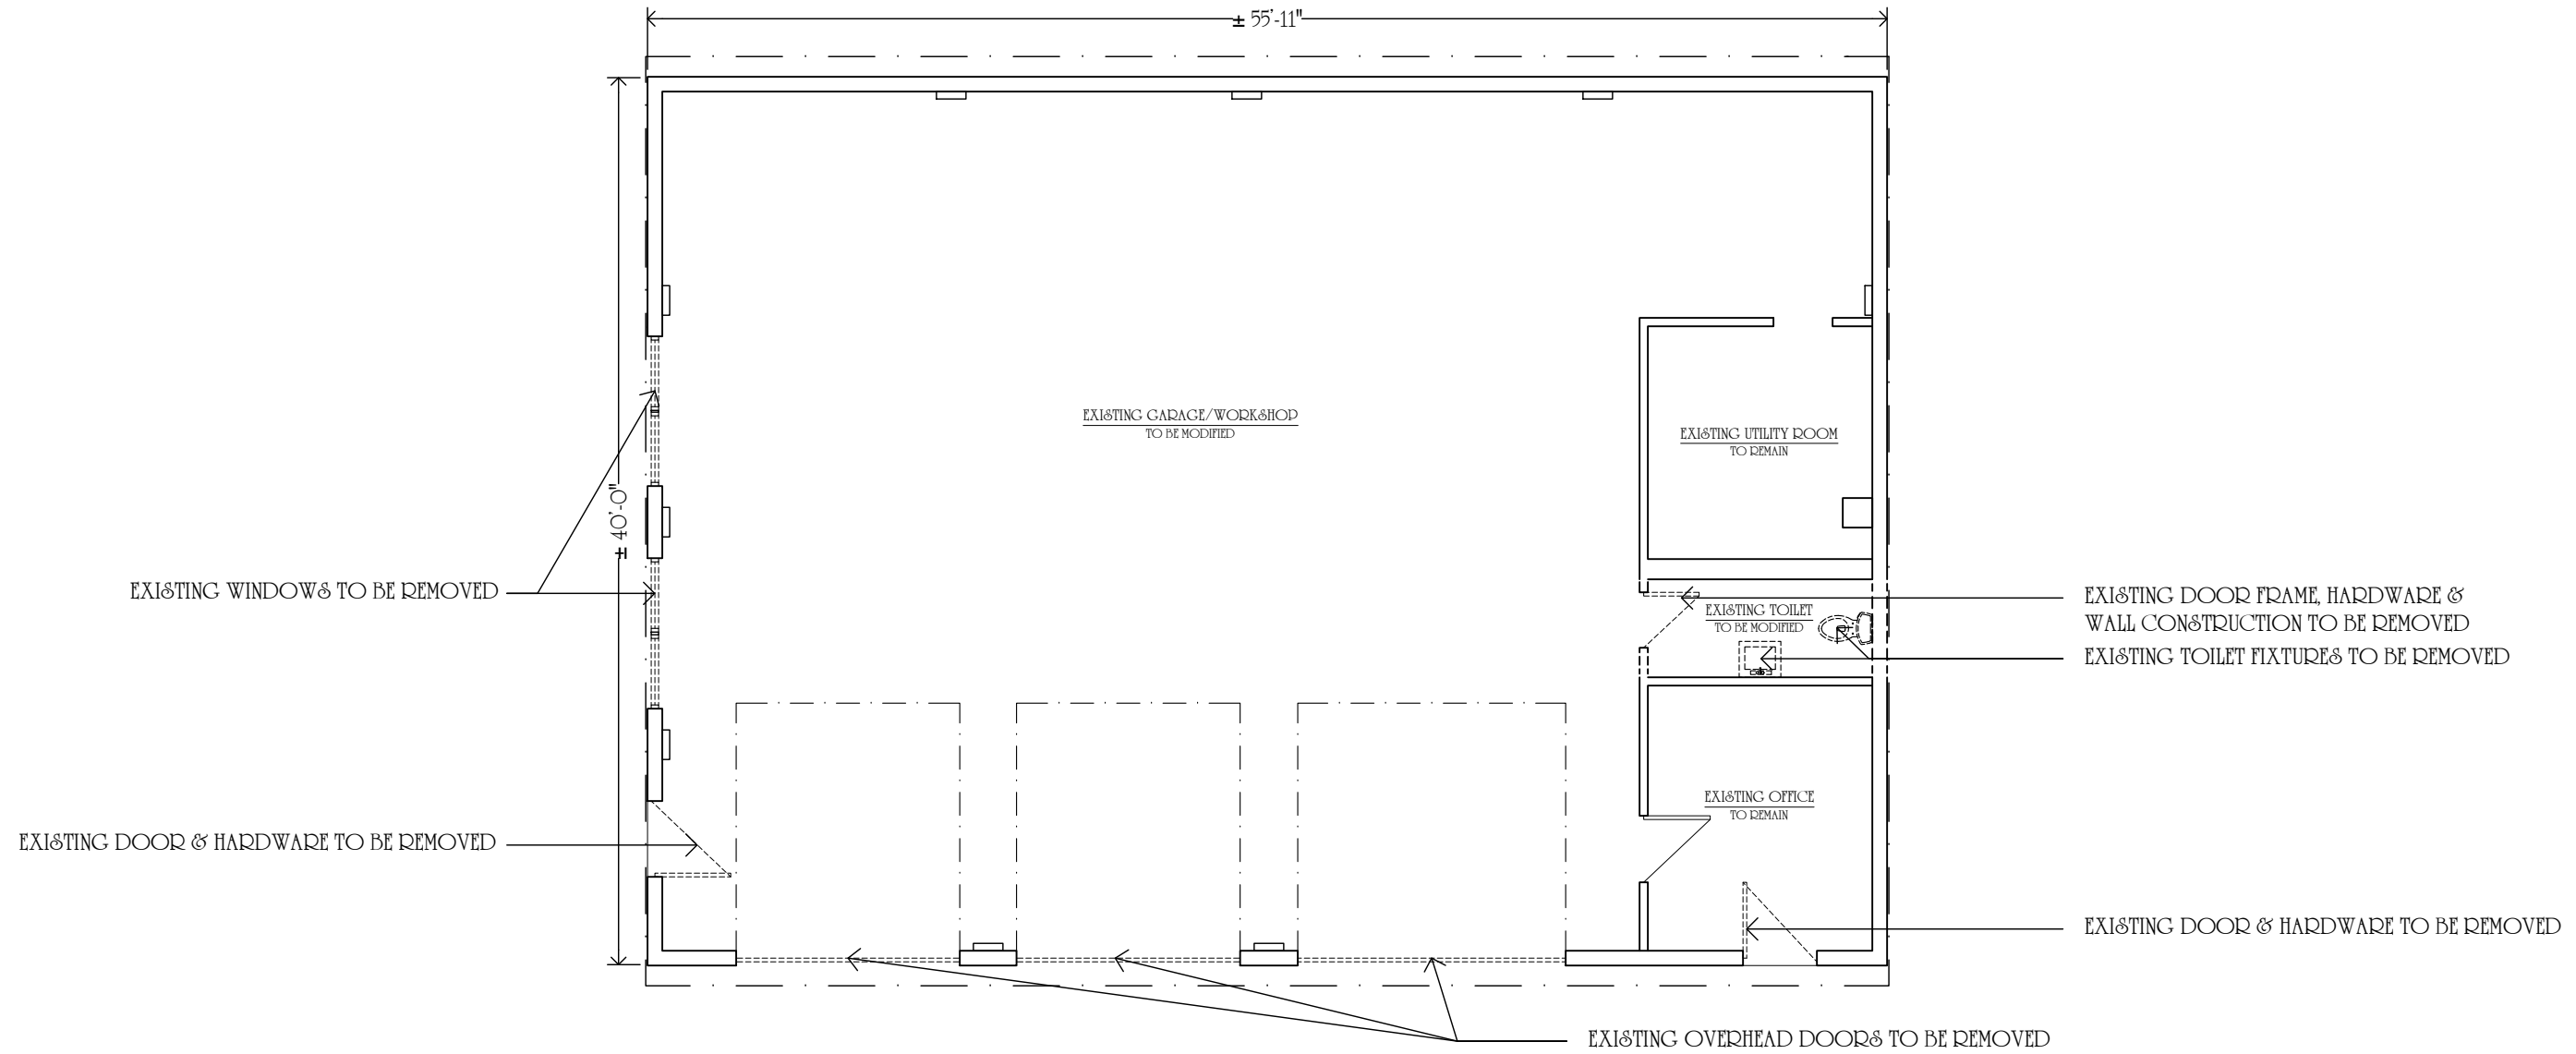 ± 55'-11"
EXISTING GARAGE/WORKSHOP
TO BE MODIFIED
EXISTING UTILITY ROOM
TO REMAIN
± 40'-0"
EXISTING WINDOWS TO BE REMOVED
EXISTING DOOR FRAME, HARDWARE &
WALL CONSTRUCTION TO BE REMOVED
EXISTING TOILET
TO BE MODIFIED
EXISTING TOILET FIXTURES TO BE REMOVED
EXISTING OFFICE
TO REMAIN
EXISTING DOOR & HARDWARE TO BE REMOVED
EXISTING DOOR & HARDWARE TO BE REMOVED
EXISTING OVERHEAD DOORS TO BE REMOVED